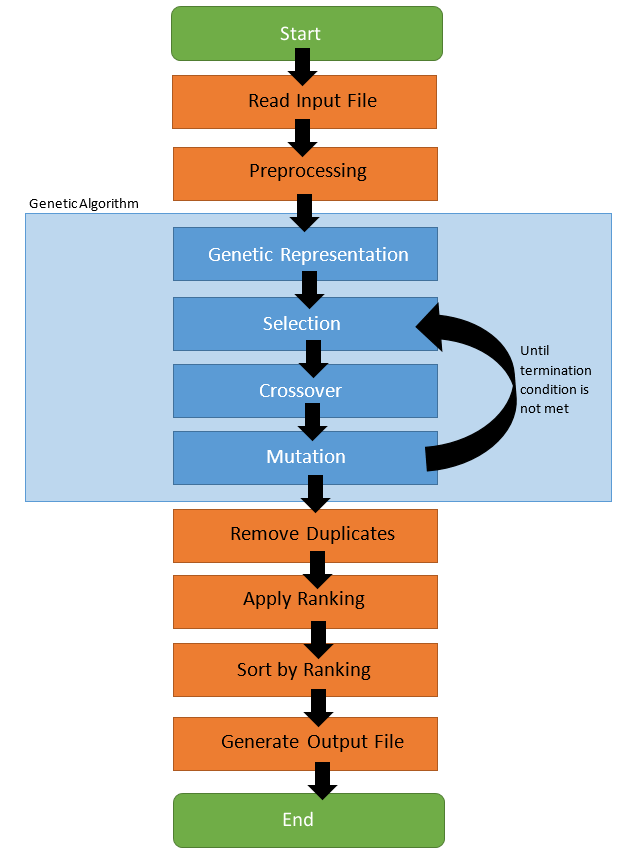 Start
Read Input File
Preprocessing
Genetic Algorithm
Genetic Representation
Selection
Until
termination
condition is
not met
Crossover
Mutation
Remove Duplicates
Apply Ranking
Sort by Ranking
Generate Output File
End